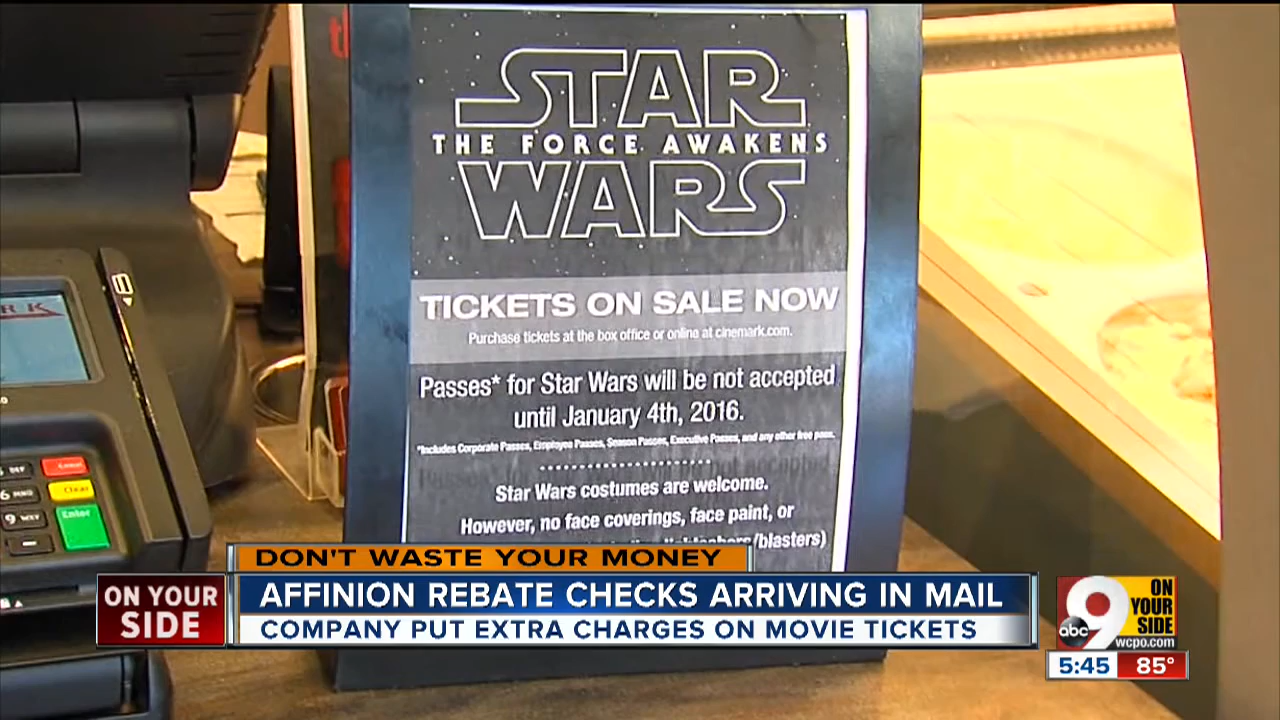 STAR
THE FORCE AWAKENS
WARS
TICKETS ON SALE NOW
Purchase tickets at the box office or online at cinemark.com.
Passes* for Star Wars will be not accepted
until January 4th, 2016.
*Includes Corporate Passes, Employee Passes, Season Passes, Executive Passes, and any other free pass.
Star Wars costumes are welcome.
However, no face coverings, face paint, or
/blasters)
Cancel
Clear
Enter
DON'T WASTE YOUR MONEY
ON YOUR
SIDE
AFFINION REBATE CHECKS ARRIVING IN MAIL
COMPANY PUT EXTRA CHARGES ON MOVIE TICKETS
abc 9
ON
YOUR
SIDE
wcpo.com
5:45 85°